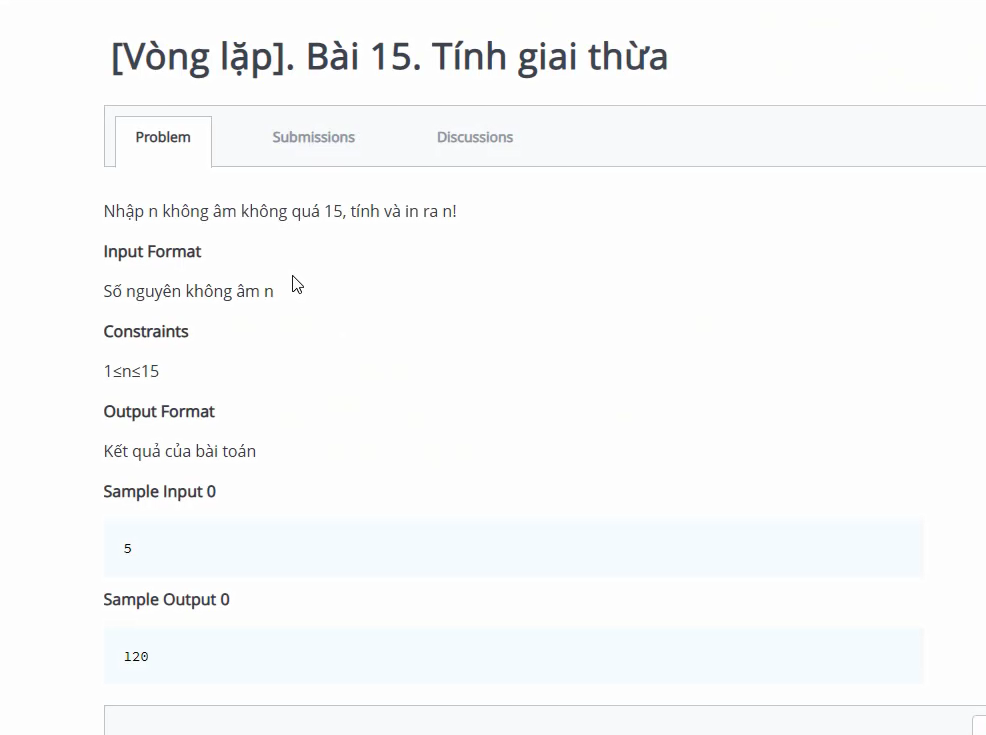 [Vòng lặp]. Bài 15. Tính giai thừa
Problem Submissions Discussions
Nhập n không âm không quá 15, tính và in ra n!
Input Format
Số nguyên không âm n
Constraints
1≤n≤15
Output Format
Kết quả của bài toán
Sample Input 0
5
Sample Output 0
120